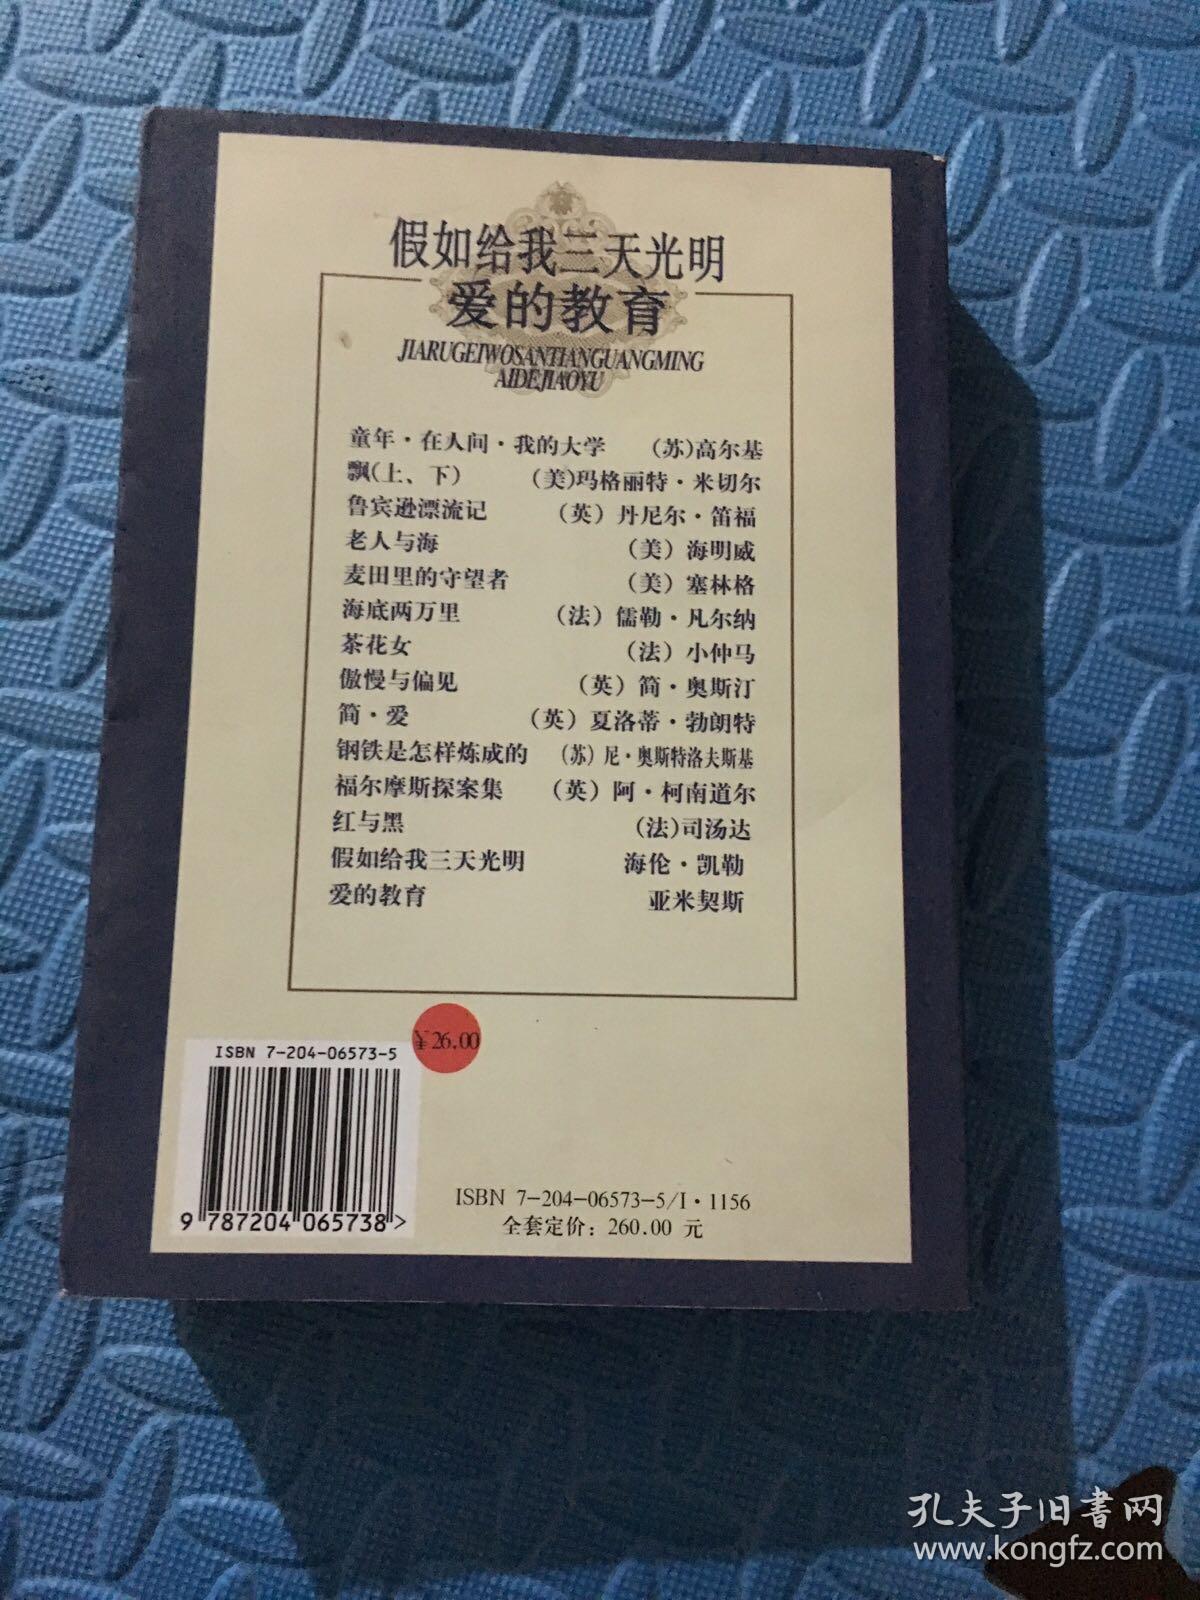 假如给我三天光明
爱的教育
JIARUGEIWOSANTIANGUANGMING
AIDEJIAOYU
童年·在人间·我的大学 (苏)高尔基
飘(上、下) (美)玛格丽特·米切尔
鲁宾逊漂流记 (英)丹尼尔·笛福
老人与海 (美)海明威
麦田里的守望者 (美)塞林格
海底两万里 (法)儒勒·凡尔纳
茶花女 (法)小仲马
傲慢与偏见 (英)简·奥斯汀
简·爱 (英)夏洛蒂·勃朗特
钢铁是怎样炼成的 (苏)尼·奥斯特洛夫斯基
福尔摩斯探案集 (英)阿·柯南道尔
红与黑 (法)司汤达
假如给我三天光明 海伦·凯勒
爱的教育 亚米契斯
¥26.00
ISBN 7-204-06573-5
9 787204 065738 >
ISBN 7-204-06573-5/I·1156
全套定价: 260.00 元
孔夫子旧書网
www.kongfz.com